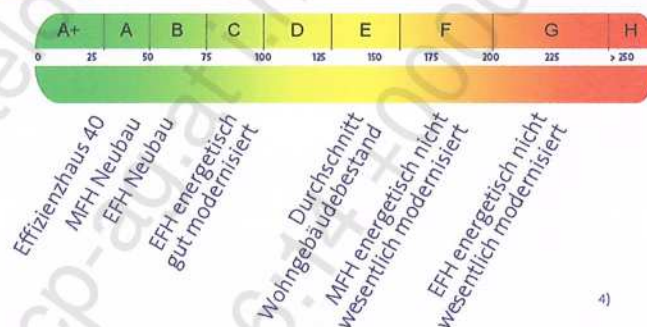 A+ A B C D E F G H
0 25 50 75 100 125 150 175 200 225 > 250
Effizienzhaus 40
MFH Neubau
EFH Neubau
EFH energetisch
gut modernisiert
Durchschnitt
Wohngebäudebestand
MFH energetisch nicht
wesentlich modernisiert
EFH energetisch nicht
wesentlich modernisiert
4)